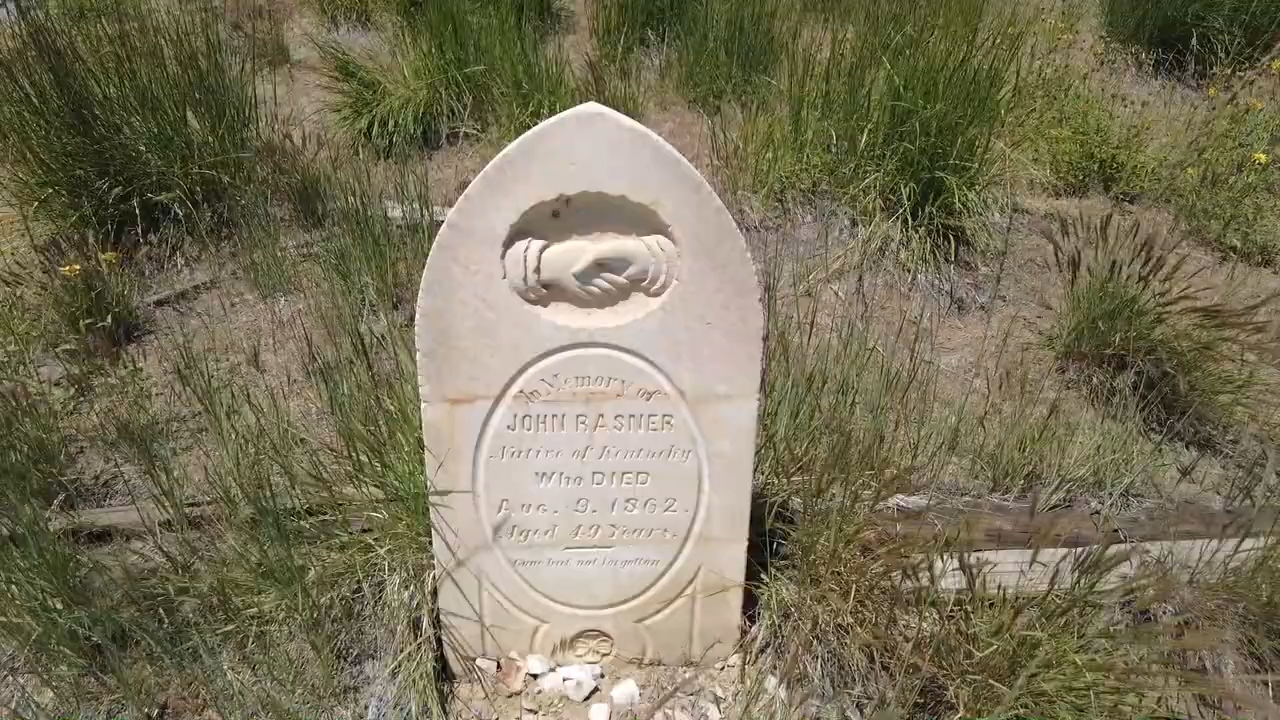 In Memory of
JOHN RASNER
Native of Kentucky
Who DIED
Aug. 9. 1862.
Aged 49 Years.
Gone but not forgotten